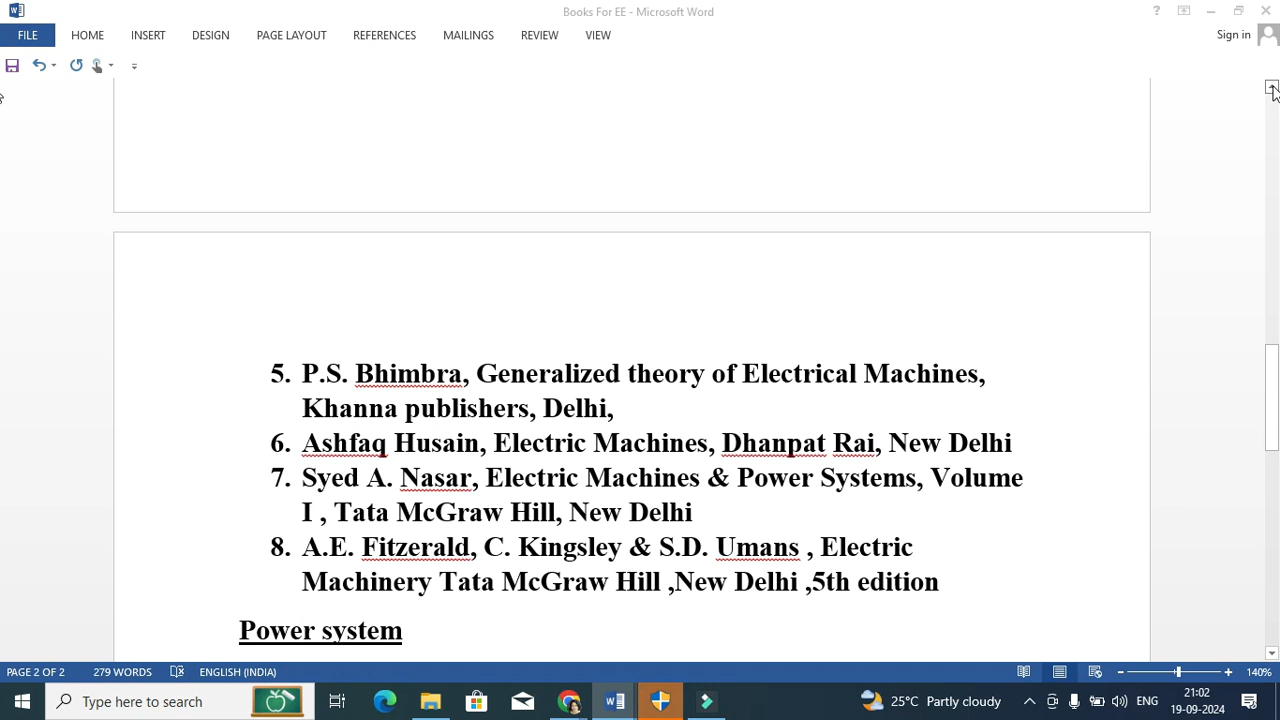 Books For EE - Microsoft Word
?
FILE HOME INSERT DESIGN PAGE LAYOUT REFERENCES MAILINGS REVIEW VIEW Sign in
5. P.S. Bhimbra, Generalized theory of Electrical Machines,
Khanna publishers, Delhi,
6. Ashfaq Husain, Electric Machines, Dhanpat Rai, New Delhi
7. Syed A. Nasar, Electric Machines & Power Systems, Volume
I , Tata McGraw Hill, New Delhi
8. A.E. Fitzerald, C. Kingsley & S.D. Umans , Electric
Machinery Tata McGraw Hill ,New Delhi ,5th edition
Power system
PAGE 2 OF 2 279 WORDS ENGLISH (INDIA) 140%
Type here to search 25°C Partly cloudy ENG 21:02
19-09-2024